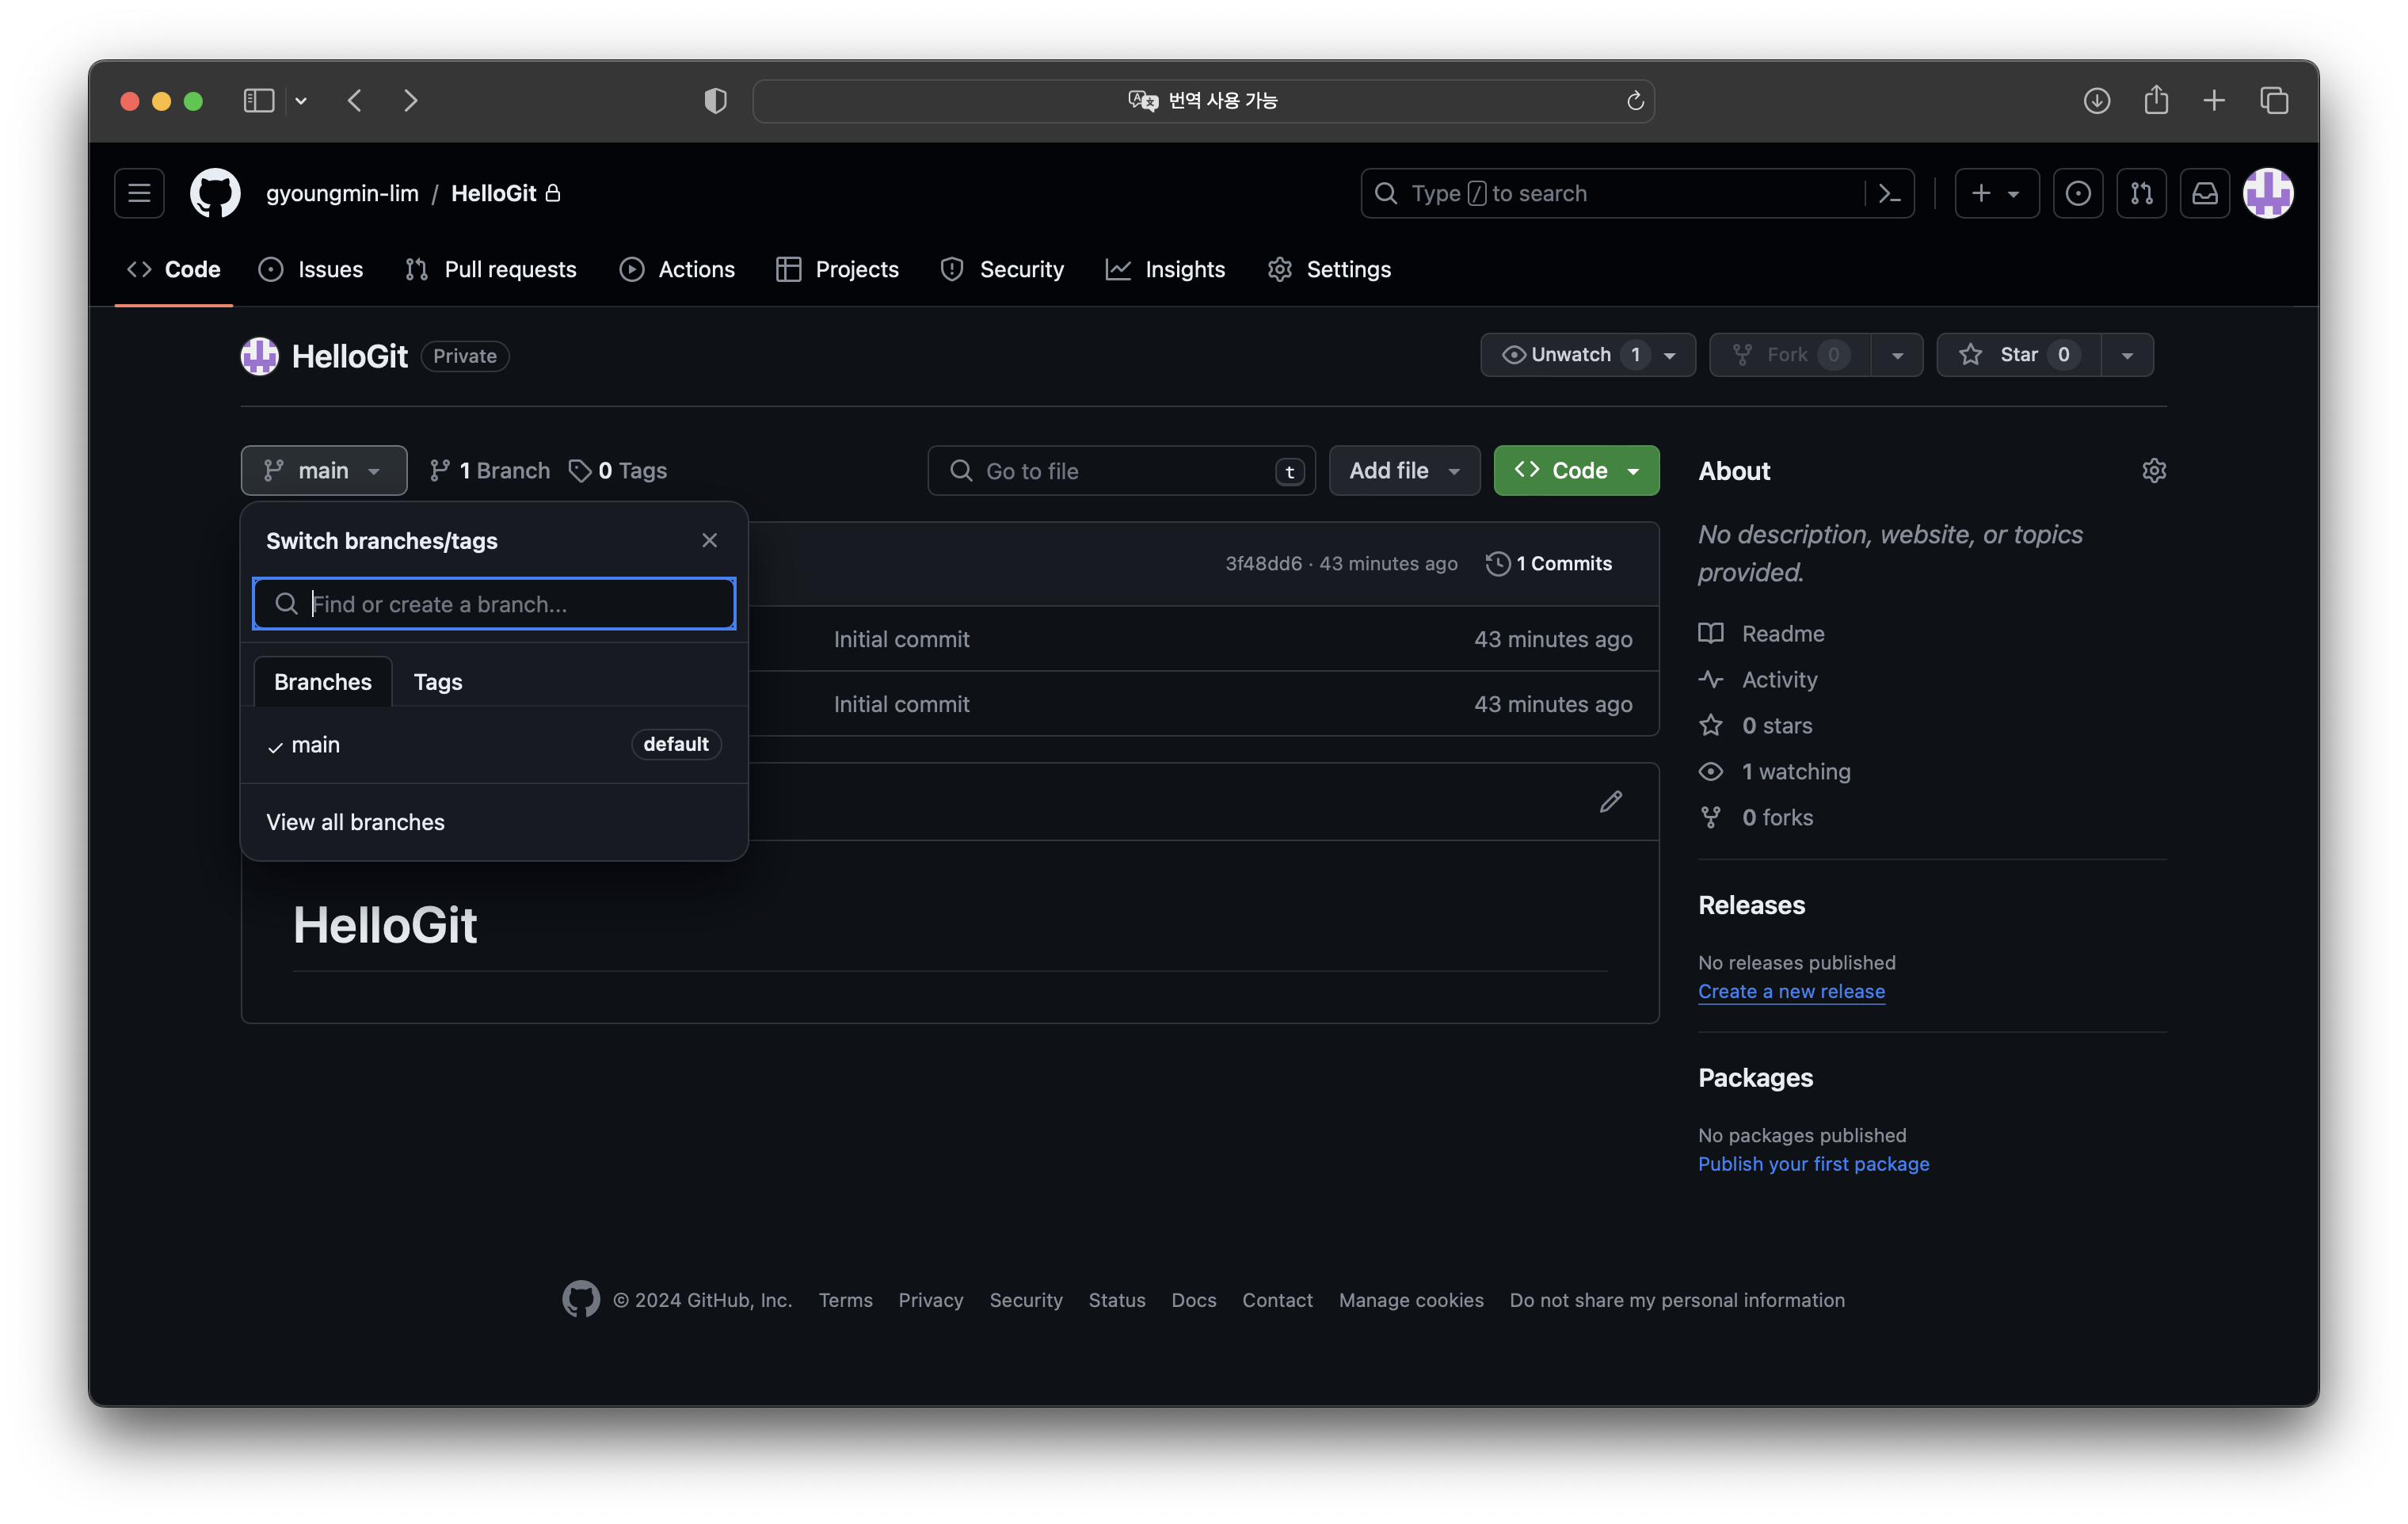 번역 사용 가능
gyoungmin-lim / HelloGit
Type / to search
Code Issues Pull requests Actions Projects Security Insights Settings
HelloGit Private
Unwatch 1 Fork 0 Star 0
main 1 Branch 0 Tags
Go to file t Add file Code
Switch branches/tags
Find or create a branch...
Branches Tags
main default
View all branches
3f48dd6 · 43 minutes ago 1 Commits
Initial commit 43 minutes ago
Initial commit 43 minutes ago
HelloGit
About
No description, website, or topics
provided.
Readme
Activity
0 stars
1 watching
0 forks
Releases
No releases published
Create a new release
Packages
No packages published
Publish your first package
© 2024 GitHub, Inc. Terms Privacy Security Status Docs Contact Manage cookies Do not share my personal information